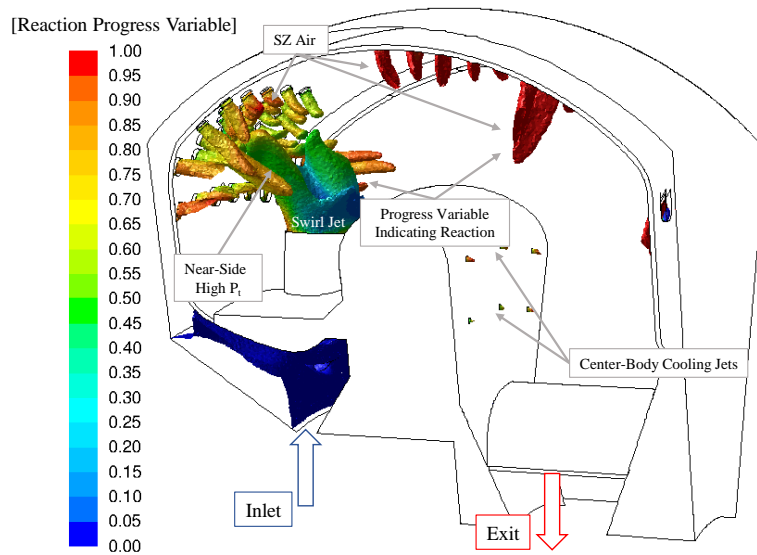 [Reaction Progress Variable]
1.00
0.95
0.90
0.85
0.80
0.75
0.70
0.65
0.60
0.55
0.50
0.45
0.40
0.35
0.30
0.25
0.20
0.15
0.10
0.05
0.00
SZ Air
Swirl Jet
Progress Variable
Indicating Reaction
Near-Side
High Pt
Center-Body Cooling Jets
Inlet
Exit